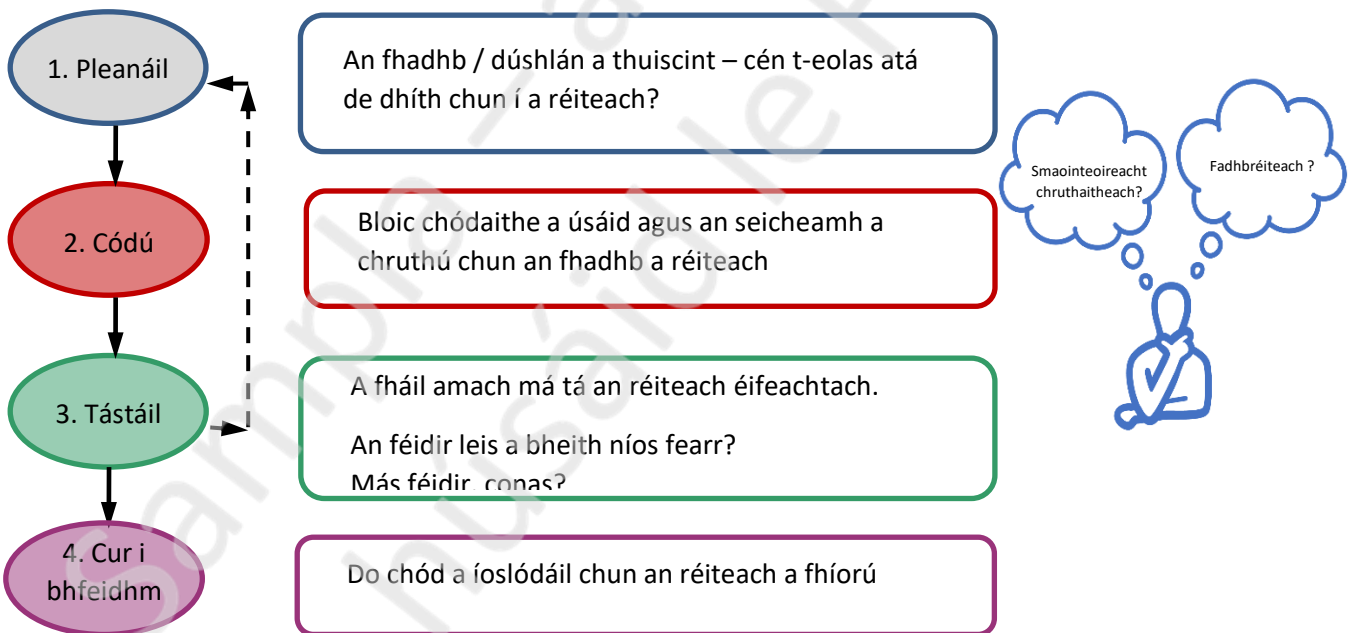 1. Pleanáil
An fhadhb / dúshlán a thuiscint – cén t-eolas atá
de dhíth chun í a réiteach?
Smaointeoireacht
chruthaitheach?
Fadhbréiteach ?
2. Códú
Bloic chódaithe a úsáid agus an seicheamh a
chruthú chun an fhadhb a réiteach
3. Tástáil
A fháil amach má tá an réiteach éifeachtach.
An féidir leis a bheith níos fearr?
Más féidir, conas?
4. Cur i
bhfeidhm
Do chód a íoslódáil chun an réiteach a fhíorú
Sampla – a
húsáid le